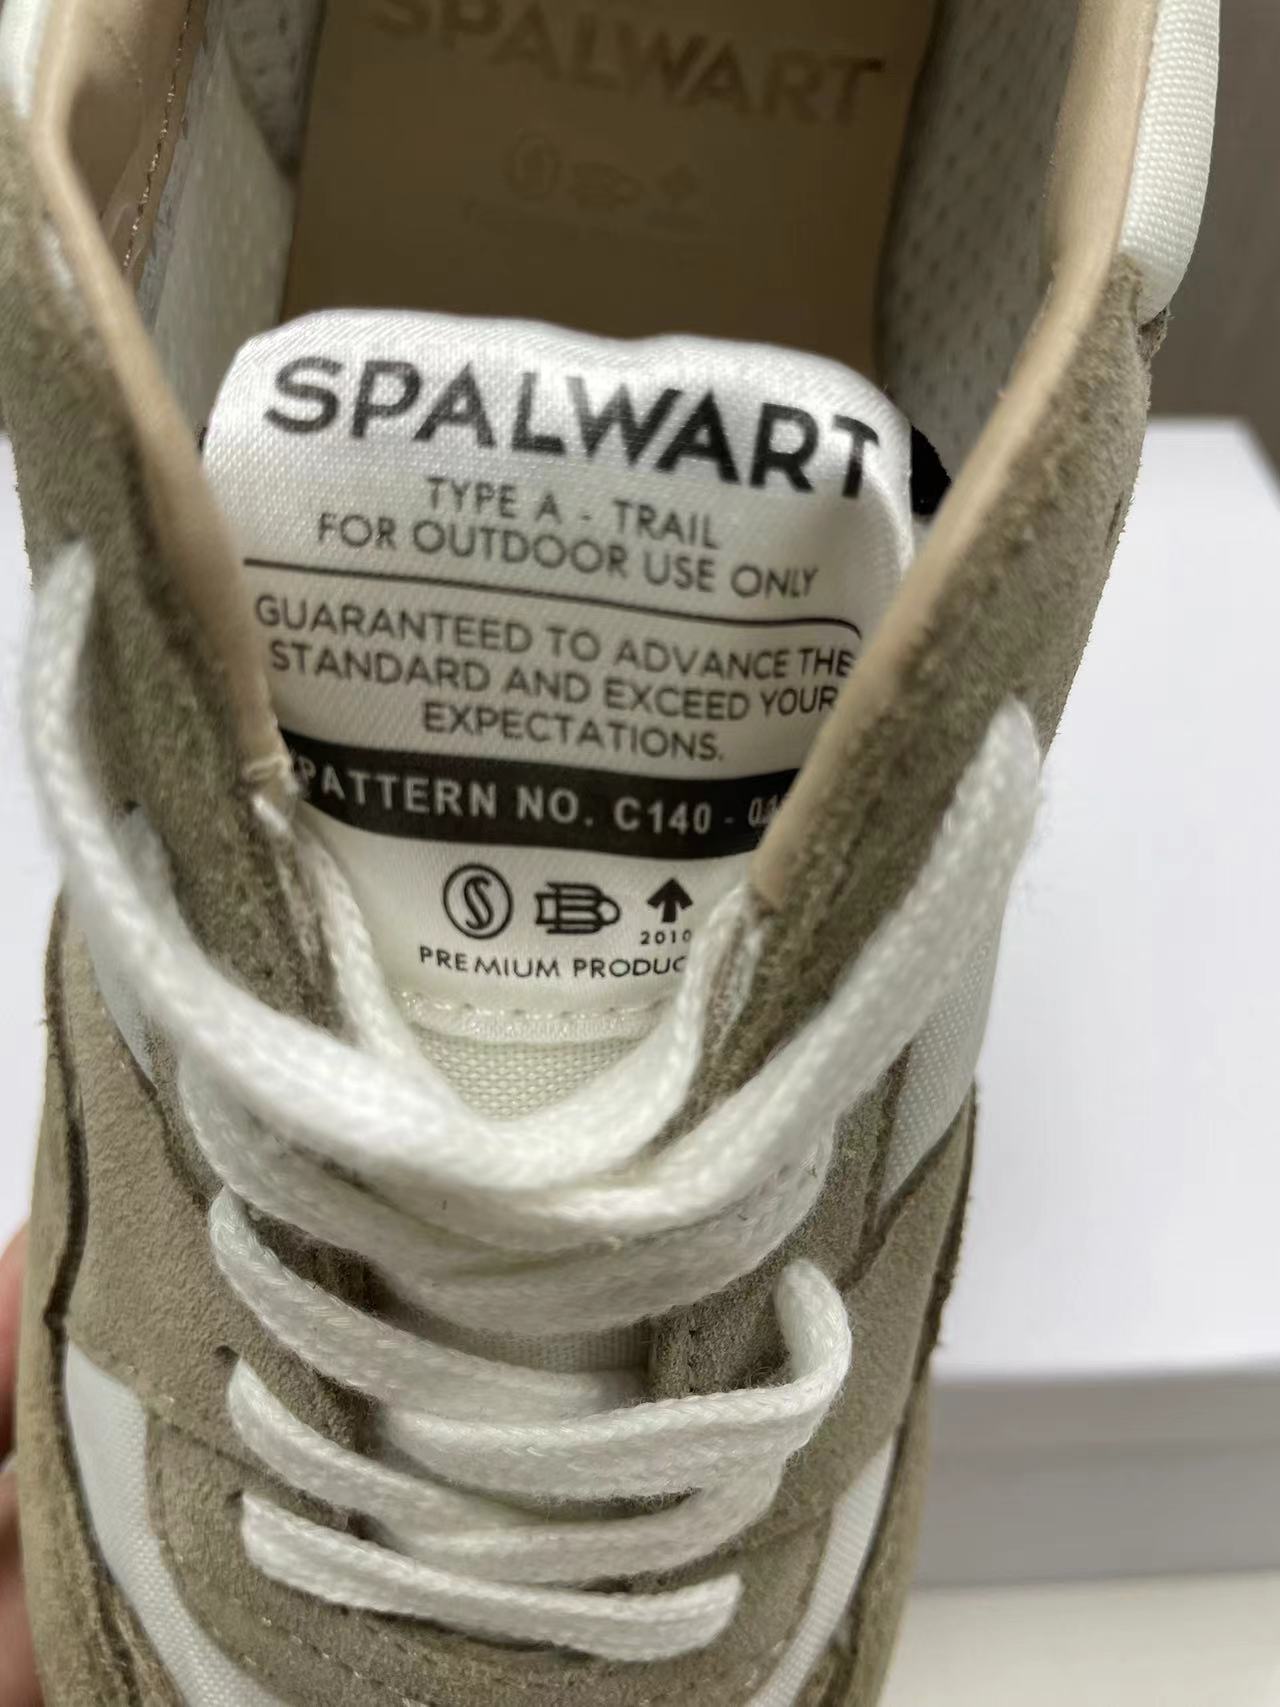 SPALWART
SPALWART
TYPE A - TRAIL
FOR OUTDOOR USE ONLY
GUARANTEED TO ADVANCE THE
STANDARD AND EXCEED YOUR
EXPECTATIONS.
PATTERN NO. C140 -
2010
PREMIUM PRODUC